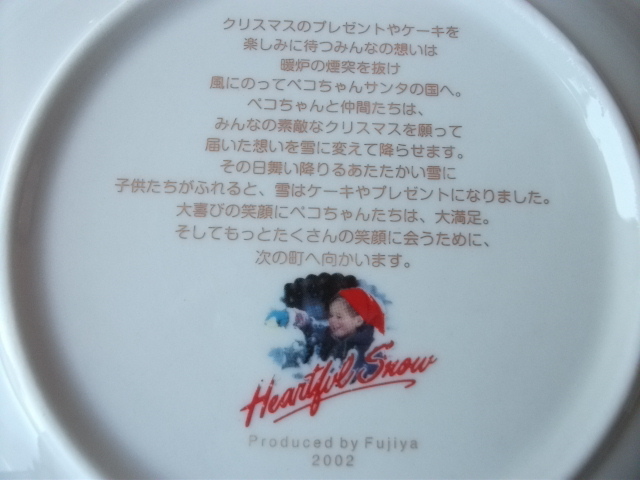 クリスマスのプレゼントやケーキを
楽しみに待つみんなの想いは
暖炉の煙突を抜け
風にのってペコちゃんサンタの国へ。
ペコちゃんと仲間たちは、
みんなの素敵なクリスマスを願って
届いた想いを雪に変えて降らせます。
その日舞い降りるあたたかい雪に
子供たちがふれると、雪はケーキやプレゼントになりました。
大喜びの笑顔にペコちゃんたちは、大満足。
そしてもっとたくさんの笑顔に会うために、
次の町へ向かいます。
Heartful Snow
Produced by Fujiya
2002